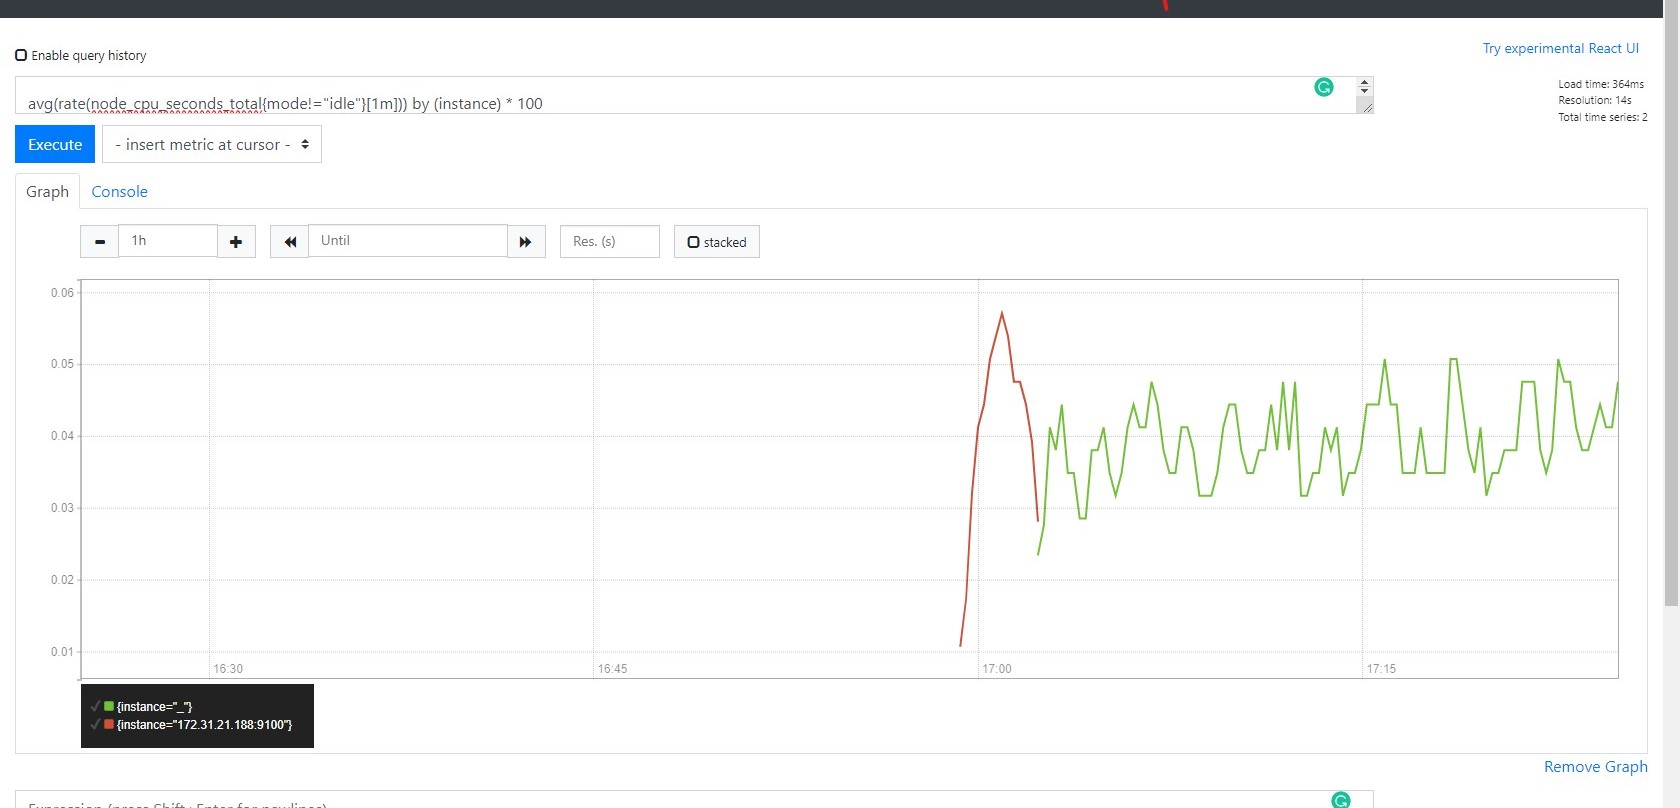 Enable query history
Try experimental React UI
avg(rate(node_cpu_seconds_total{mode!="idle"}[1m])) by (instance) * 100
Load time: 364ms
Resolution: 14s
Total time series: 2
Execute
- insert metric at cursor -
Graph
Console
1h
Until
Res. (s)
stacked
0.06
0.05
0.04
0.03
0.02
0.01
16:30
16:45
17:00
17:15
{instance="_"}
{instance="172.31.21.188:9100"}
Remove Graph
Expression (press Shift+Enter for newlines)